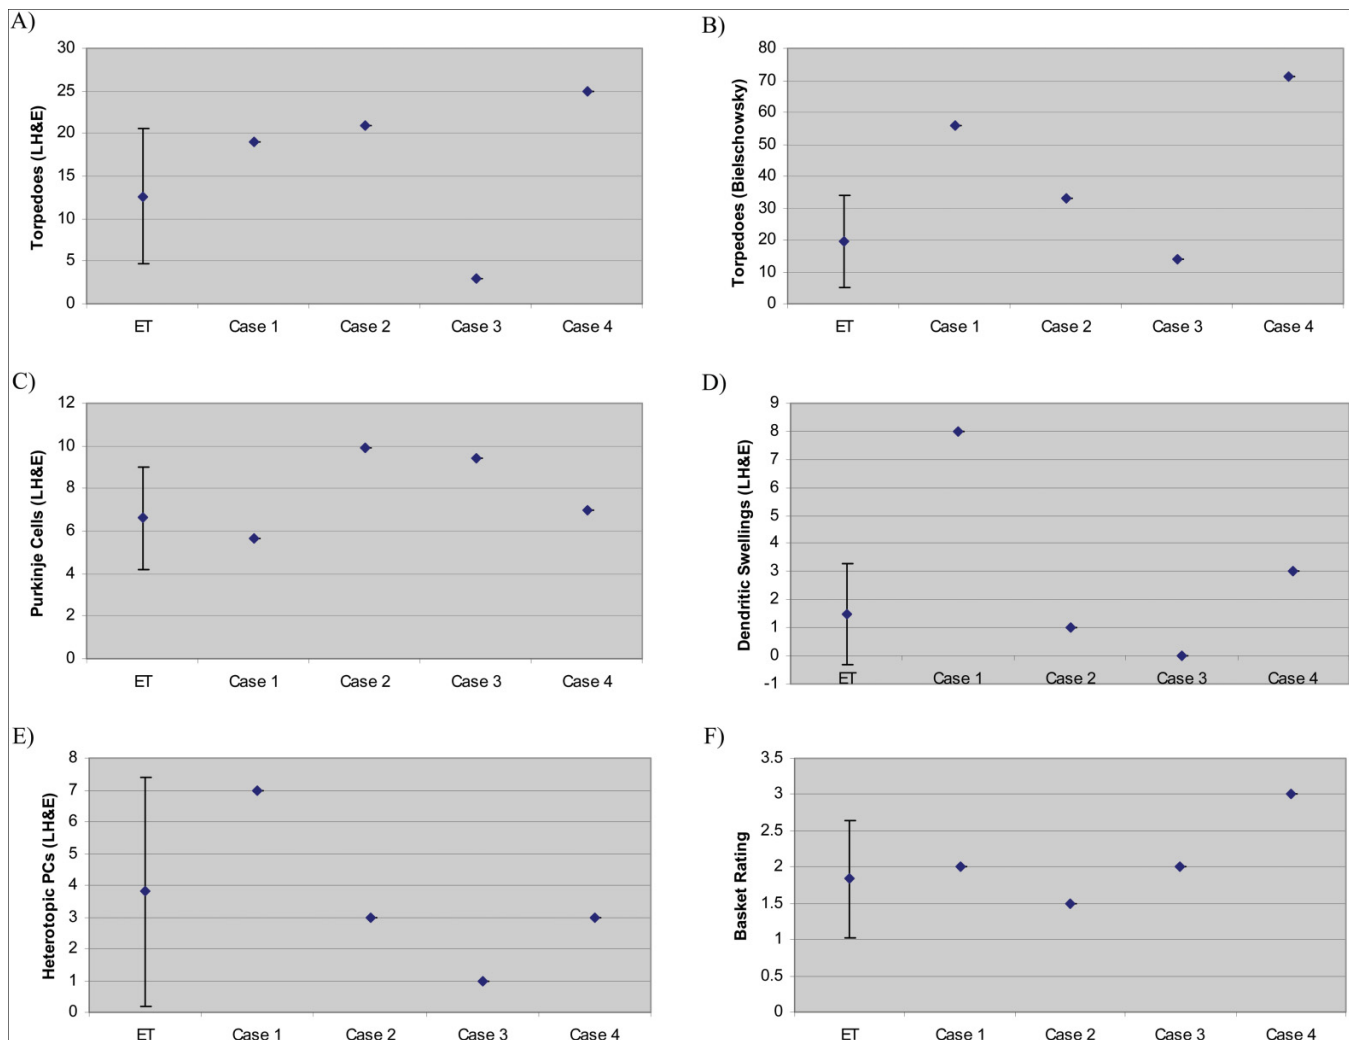 A)
Torpedoes (LH&E)
30
25
20
15
10
5
0
ET Case 1 Case 2 Case 3 Case 4
B)
Torpedoes (Bielschowsky)
80
70
60
50
40
30
20
10
0
ET Case 1 Case 2 Case 3 Case 4
C)
Purkinje Cells (LH&E)
12
10
8
6
4
2
0
ET Case 1 Case 2 Case 3 Case 4
D)
Dendritic Swellings (LH&E)
9
8
7
6
5
4
3
2
1
0
-1
ET Case 1 Case 2 Case 3 Case 4
E)
Heterotopic PCs (LH&E)
8
7
6
5
4
3
2
1
0
ET Case 1 Case 2 Case 3 Case 4
F)
Basket Rating
3.5
3
2.5
2
1.5
1
0.5
0
ET Case 1 Case 2 Case 3 Case 4